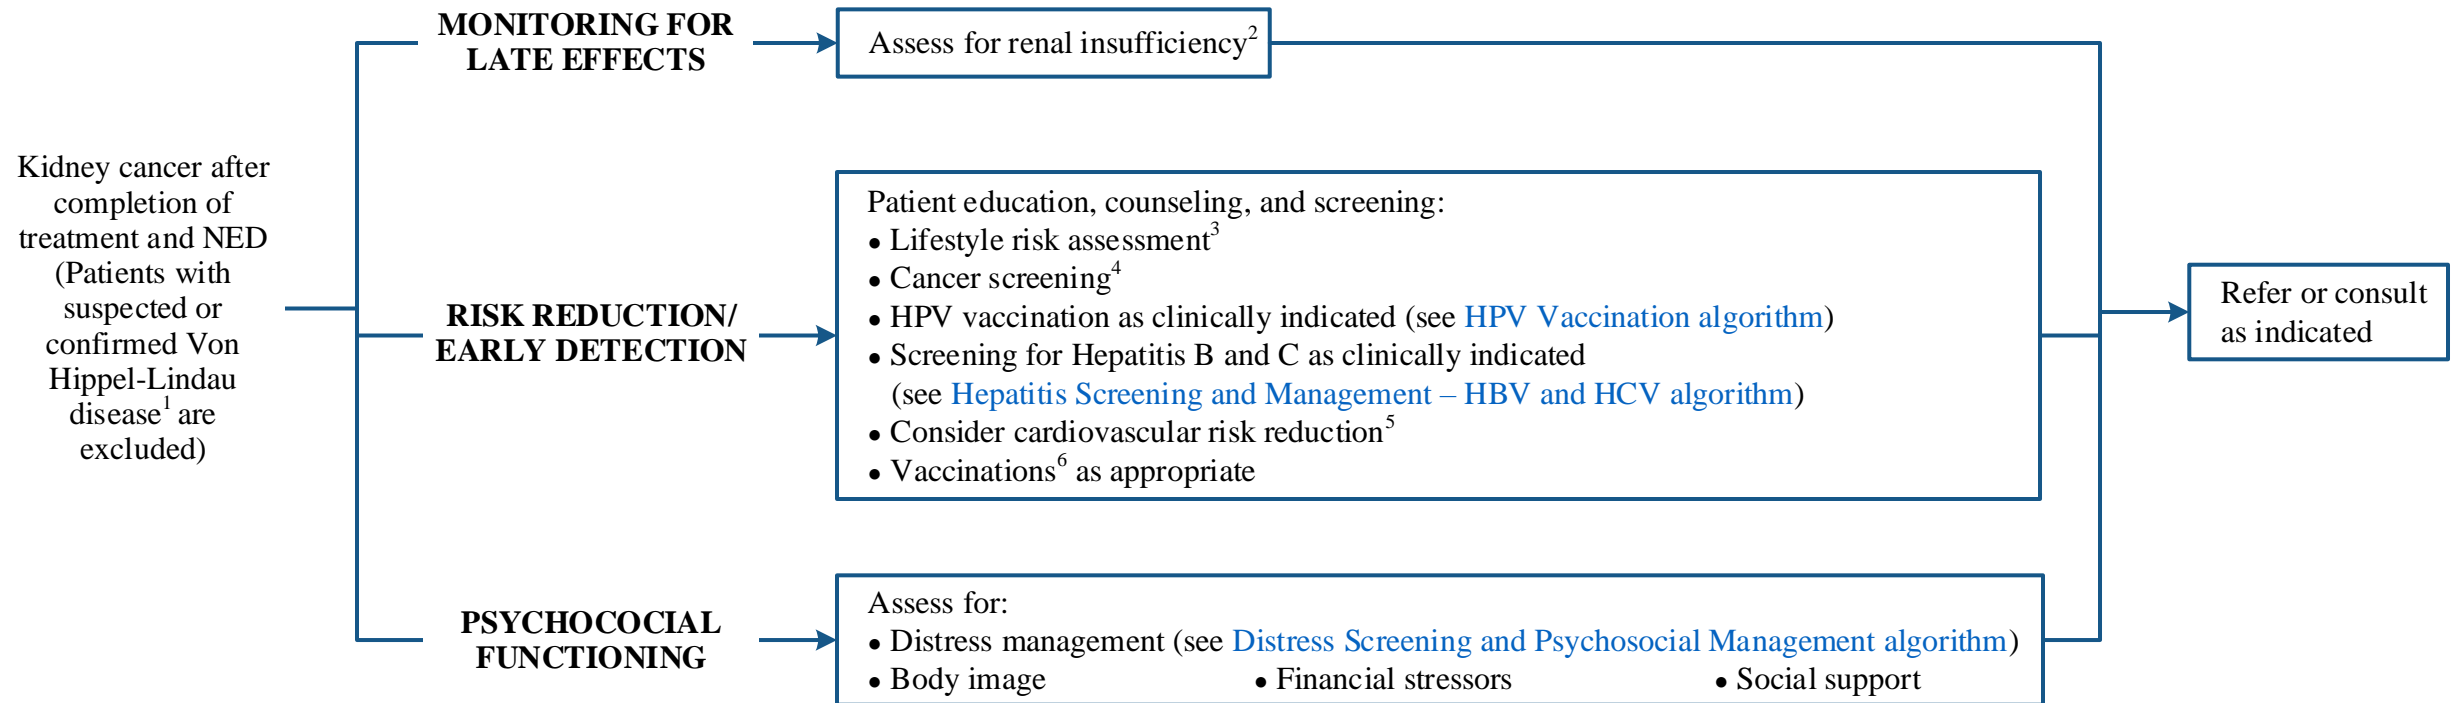 Kidney cancer after
completion of
treatment and NED
(Patients with
suspected or
confirmed Von
Hippel-Lindau
disease¹ are
excluded)
MONITORING FOR
LATE EFFECTS
Assess for renal insufficiency²
RISK REDUCTION/
EARLY DETECTION
Patient education, counseling, and screening:
● Lifestyle risk assessment³
● Cancer screening⁴
● HPV vaccination as clinically indicated (see HPV Vaccination algorithm)
● Screening for Hepatitis B and C as clinically indicated
(see Hepatitis Screening and Management – HBV and HCV algorithm)
● Consider cardiovascular risk reduction⁵
● Vaccinations⁶ as appropriate
PSYCHOCOCIAL
FUNCTIONING
Assess for:
● Distress management (see Distress Screening and Psychosocial Management algorithm)
● Body image ● Financial stressors ● Social support
Refer or consult
as indicated